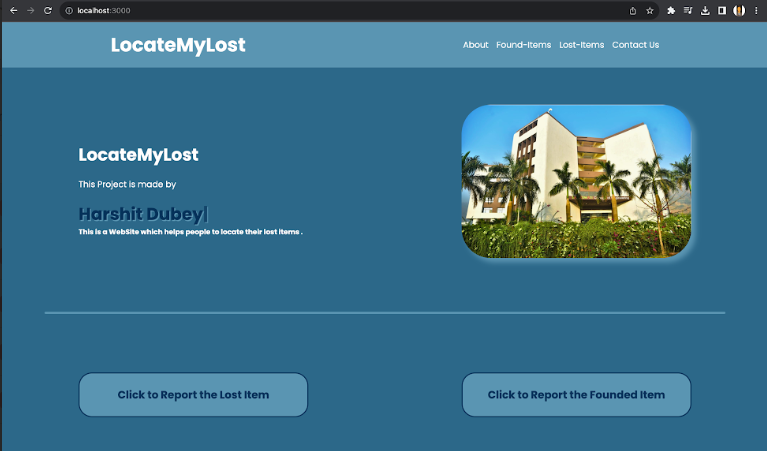 localhost:3000
LocateMyLost
About Found-Items Lost-Items Contact Us
LocateMyLost
This Project is made by
Harshit Dubey|
This is a WebSite which helps people to locate their lost items .
Click to Report the Lost Item
Click to Report the Founded Item